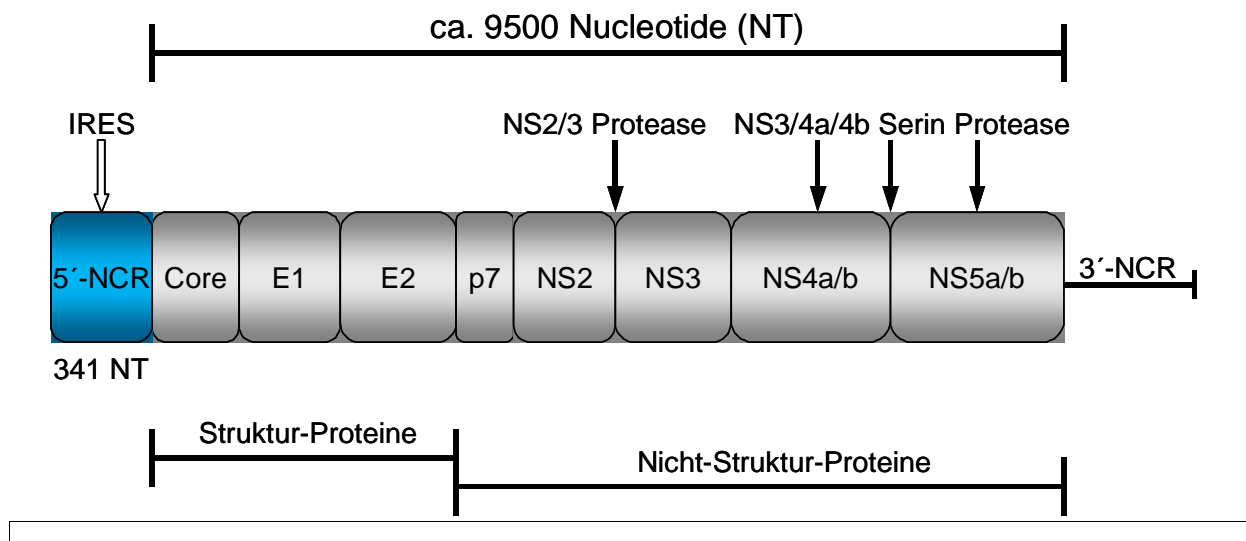 ca. 9500 Nucleotide (NT)
IRES
NS2/3 Protease
NS3/4a/4b Serin Protease
5´-NCR
Core
E1
E2
p7
NS2
NS3
NS4a/b
NS5a/b
3´-NCR
341 NT
Struktur-Proteine
Nicht-Struktur-Proteine